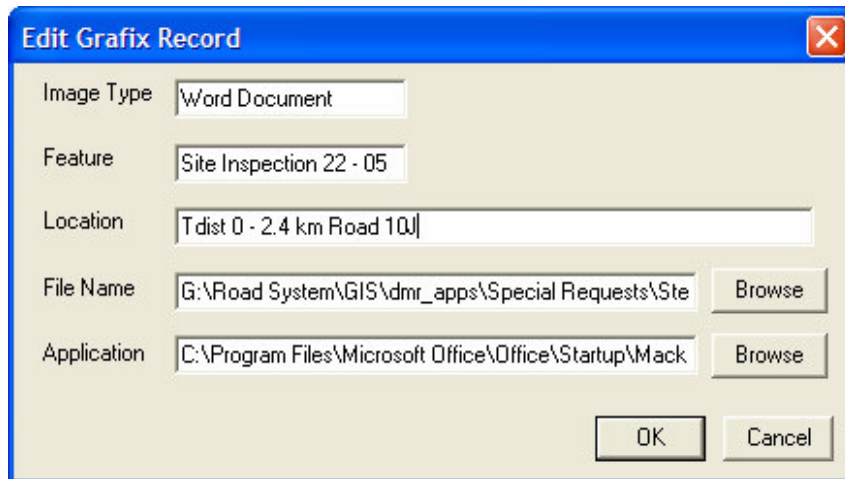 Edit Grafix Record
Image Type Word Document
Feature Site Inspection 22 - 05
Location Tdist 0 - 2.4 km Road 10J
File Name G:\Road System\GIS\dmr_apps\Special Requests\Ste Browse
Application C:\Program Files\Microsoft Office\Office\Startup\Mack Browse
OK Cancel